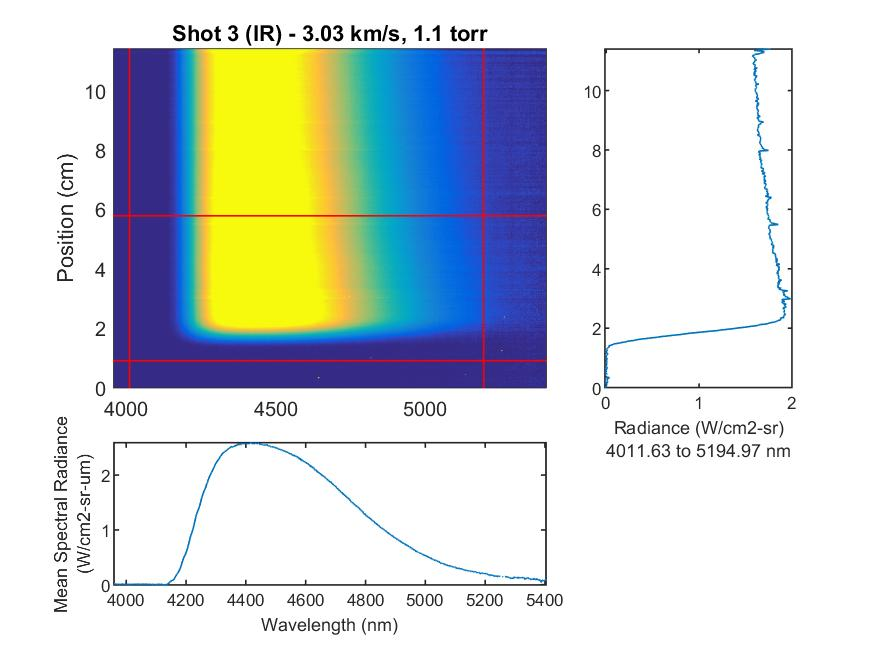 Shot 3 (IR) - 3.03 km/s, 1.1 torr
Position (cm)
10
8
6
4
2
0
4000 4500 5000
10
8
6
4
2
0
0 1 2
Radiance (W/cm2-sr)
4011.63 to 5194.97 nm
Mean Spectral Radiance
(W/cm2-sr-um)
2
1
0
4000 4200 4400 4600 4800 5000 5200 5400
Wavelength (nm)